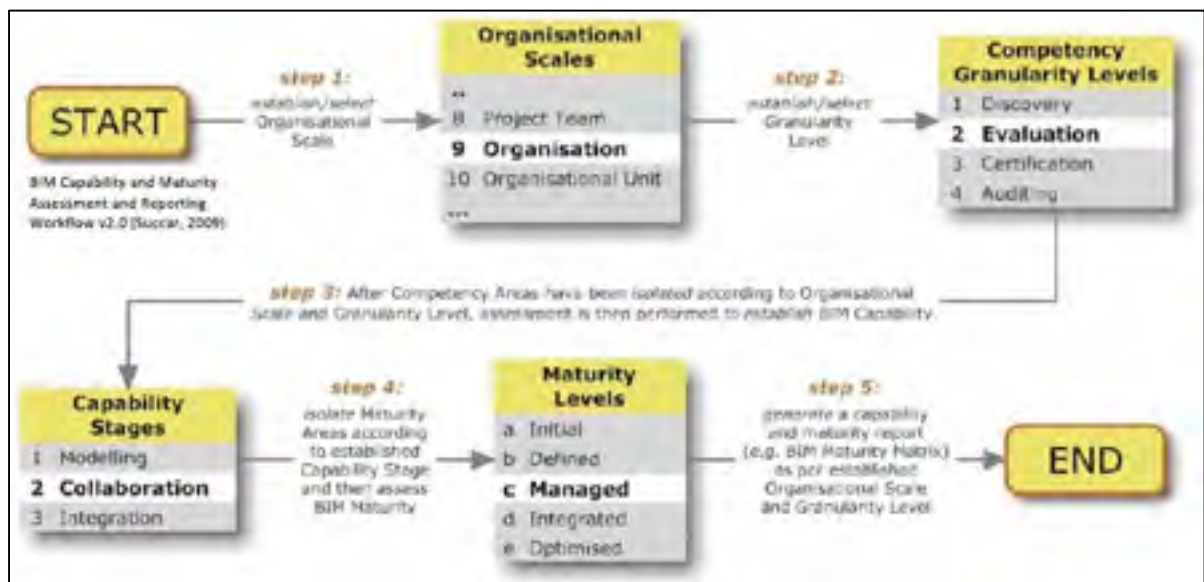 START
BIM Capability and Maturity
Assessment and Reporting
Workflow v2.0 (Succar, 2009)
step 1:
establish/select
Organisational
Scale
Organisational
Scales
..
8 Project Team
9 Organisation
10 Organisational Unit
...
step 2:
establish/select
Granularity
Level
Competency
Granularity Levels
1 Discovery
2 Evaluation
3 Certification
4 Auditing
step 3: After Competency Areas have been isolated according to Organisational
Scale and Granularity Level, assessment is then performed to establish BIM Capability.
Capability
Stages
1 Modelling
2 Collaboration
3 Integration
step 4:
isolate Maturity
Areas according
to established
Capability Stage
and then assess
BIM Maturity
Maturity
Levels
a Initial
b Defined
c Managed
d Integrated
e Optimised
step 5:
generate a capability
and maturity report
(e.g. BIM Maturity Matrix)
as per established
Organisational Scale
and Granularity Level
END